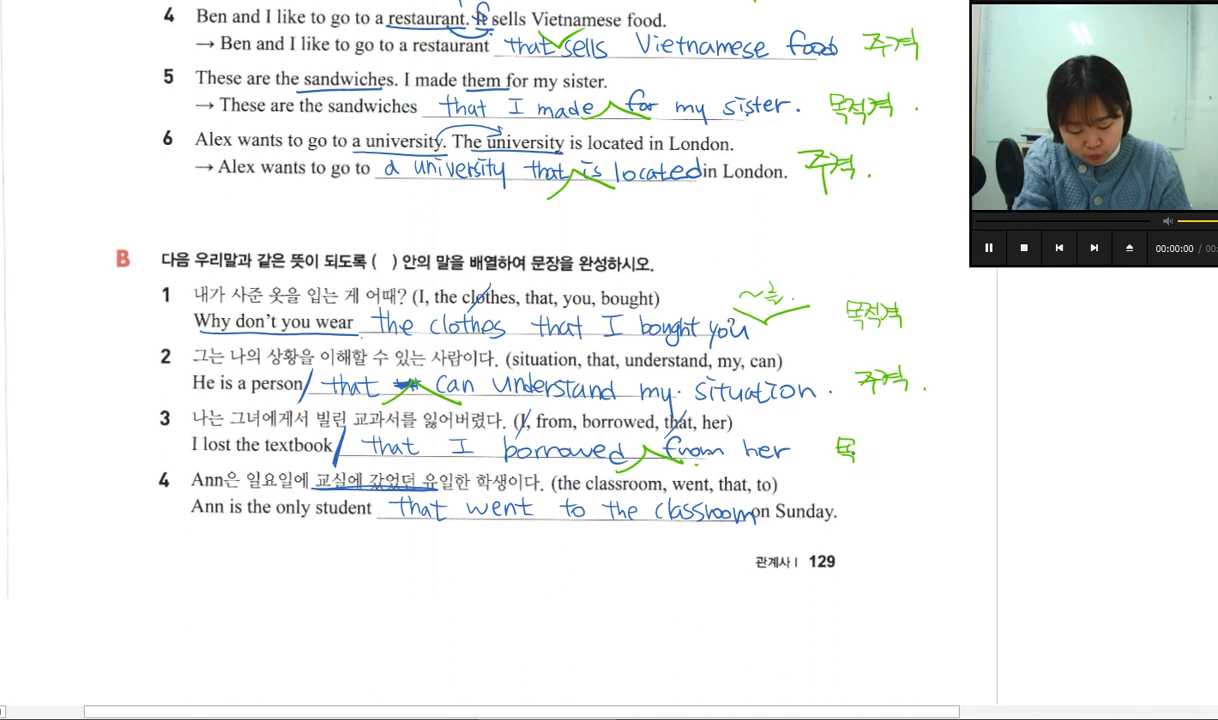 4 Ben and I like to go to a restaurant. It sells Vietnamese food.
→ Ben and I like to go to a restaurant that sells Vietnamese food 주격
5 These are the sandwiches. I made them for my sister.
→ These are the sandwiches that I made for my sister. 목적격.
6 Alex wants to go to a university. The university is located in London.
→ Alex wants to go to a university that is located in London. 주격.
B 다음 우리말과 같은 뜻이 되도록 ( ) 안의 말을 배열하여 문장을 완성하시오.
1 내가 사준 옷을 입는 게 어때? (I, the clothes, that, you, bought) ~를.
Why don't you wear the clothes that I bought you? 목적격
2 그는 나의 상황을 이해할 수 있는 사람이다. (situation, that, understand, my, can)
He is a person that can understand my situation. 주격.
3 나는 그녀에게서 빌린 교과서를 잃어버렸다. (I, from, borrowed, that, her)
I lost the textbook that I borrowed from her 목
4 Ann은 일요일에 교실에 갔었던 유일한 학생이다. (the classroom, went, that, to)
Ann is the only student that went to the classroom on Sunday.
관계사 I 129
00:00:00 / 00: